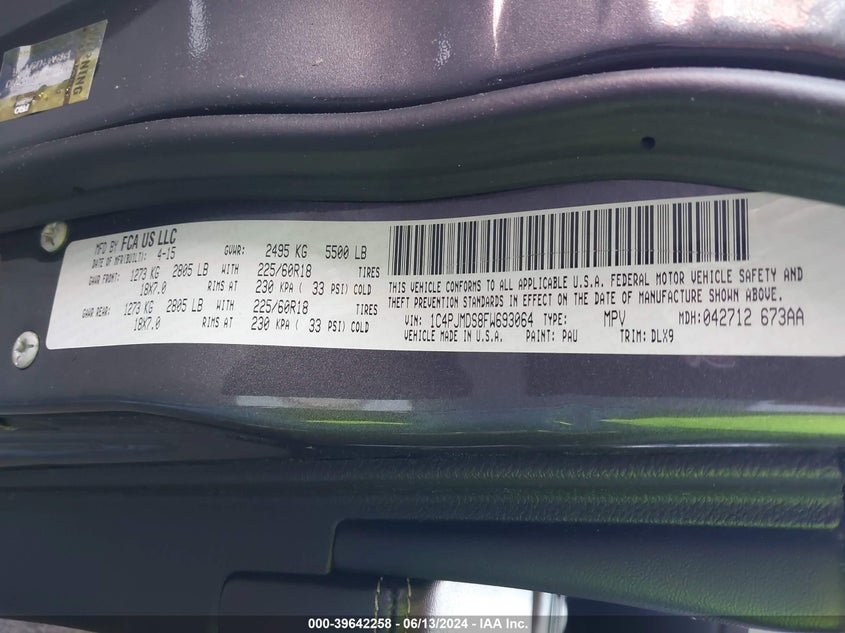 WARNING
MFD BY FCA US LLC
DATE OF MFR(BUILT): 4-15 GVWR: 2495 KG 5500 LB
GAWR FRONT: 1273 KG 2805 LB WITH 225/60R18 TIRES
18X7.0 RIMS AT 230 KPA ( 33 PSI) COLD
GAWR REAR: 1273 KG 2805 LB WITH 225/60R18 TIRES
18X7.0 RIMS AT 230 KPA ( 33 PSI) COLD
THIS VEHICLE CONFORMS TO ALL APPLICABLE U.S.A. FEDERAL MOTOR VEHICLE SAFETY AND
THEFT PREVENTION STANDARDS IN EFFECT ON THE DATE OF MANUFACTURE SHOWN ABOVE.
VIN: 1C4PJMDS8FW693064 TYPE: MPV MDH:042712 673AA
VEHICLE MADE IN U.S.A. PAINT: PAU TRIM: DLX9
000-39642258 - 06/13/2024 - IAA Inc.